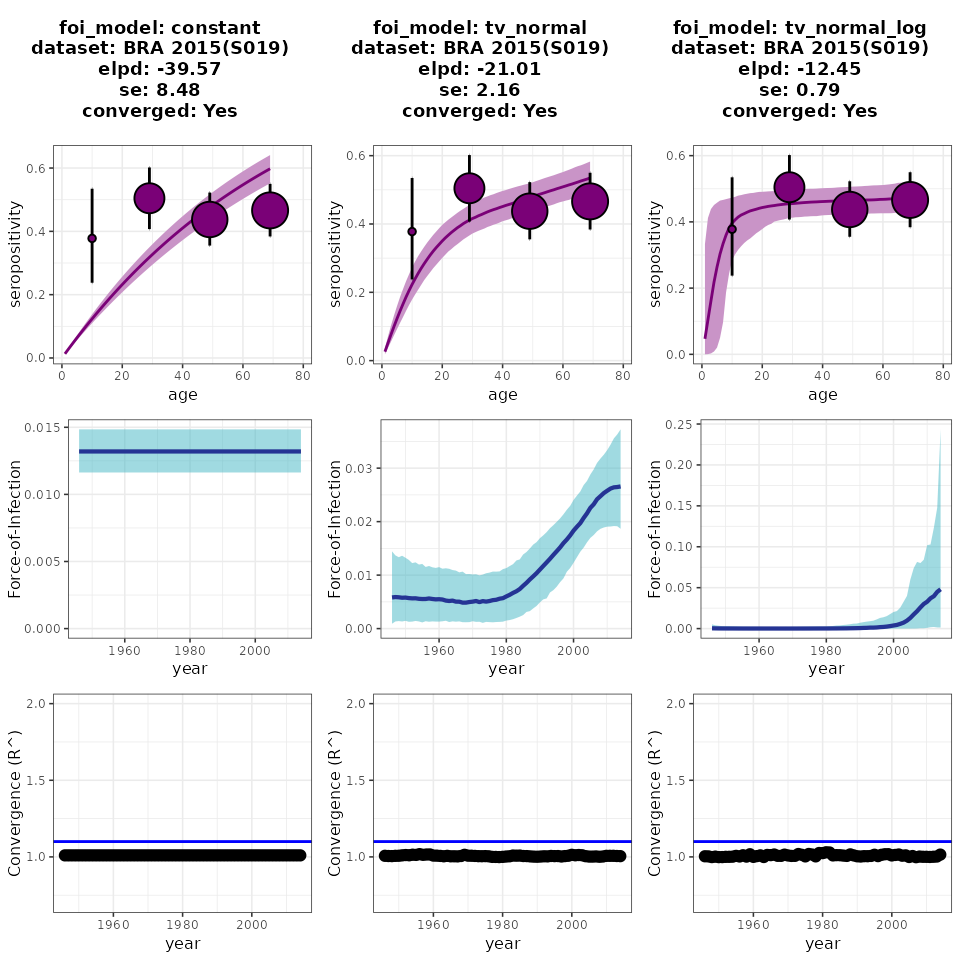 foi_model: constant
dataset: BRA 2015(S019)
elpd: -39.57
se: 8.48
converged: Yes
foi_model: tv_normal
dataset: BRA 2015(S019)
elpd: -21.01
se: 2.16
converged: Yes
foi_model: tv_normal_log
dataset: BRA 2015(S019)
elpd: -12.45
se: 0.79
converged: Yes
seropositivity
0.6
0.4
0.2
0.0
0 20 40 60 80
age
seropositivity
0.6
0.4
0.2
0.0
0 20 40 60 80
age
seropositivity
0.6
0.4
0.2
0.0
0 20 40 60 80
age
Force-of-Infection
0.015
0.010
0.005
0.000
1960 1980 2000
year
Force-of-Infection
0.03
0.02
0.01
0.00
1960 1980 2000
year
Force-of-Infection
0.25
0.20
0.15
0.10
0.05
0.00
1960 1980 2000
year
Convergence (R^)
2.0
1.5
1.0
1960 1980 2000
year
Convergence (R^)
2.0
1.5
1.0
1960 1980 2000
year
Convergence (R^)
2.0
1.5
1.0
1960 1980 2000
year